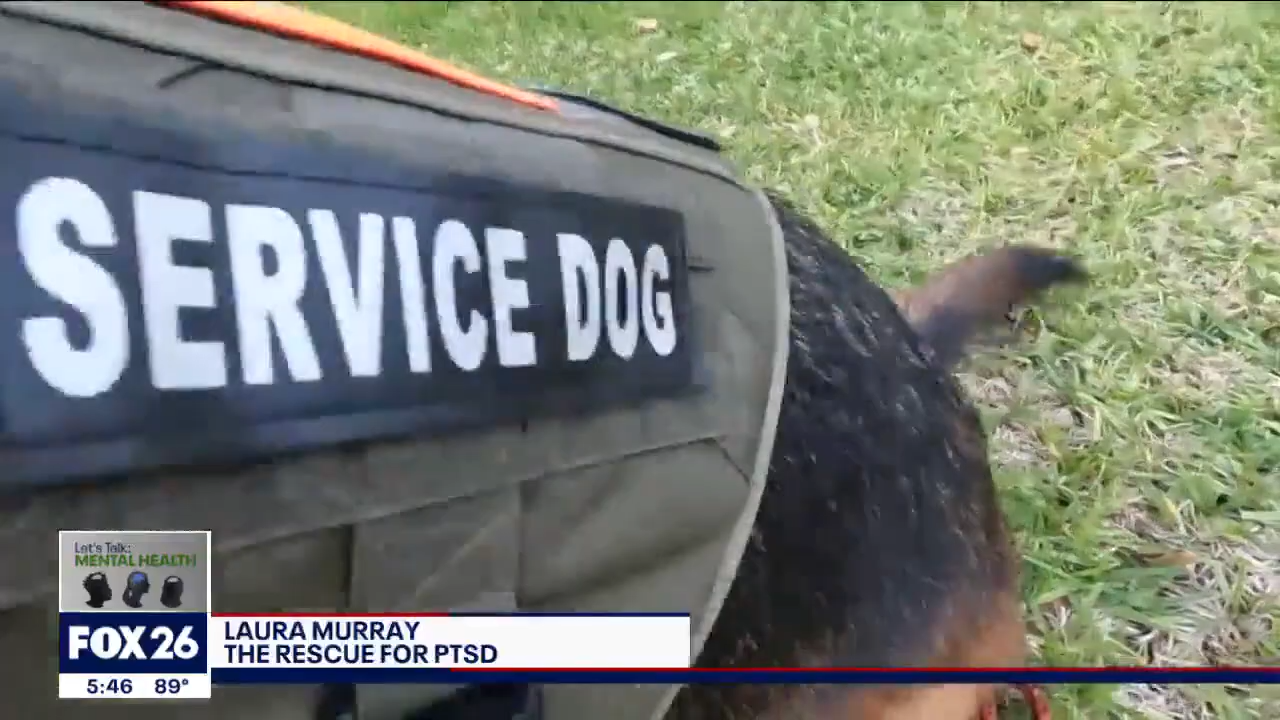 SERVICE DOG
Let's Talk:
MENTAL HEALTH
FOX 26
LAURA MURRAY
THE RESCUE FOR PTSD
5:46 89°